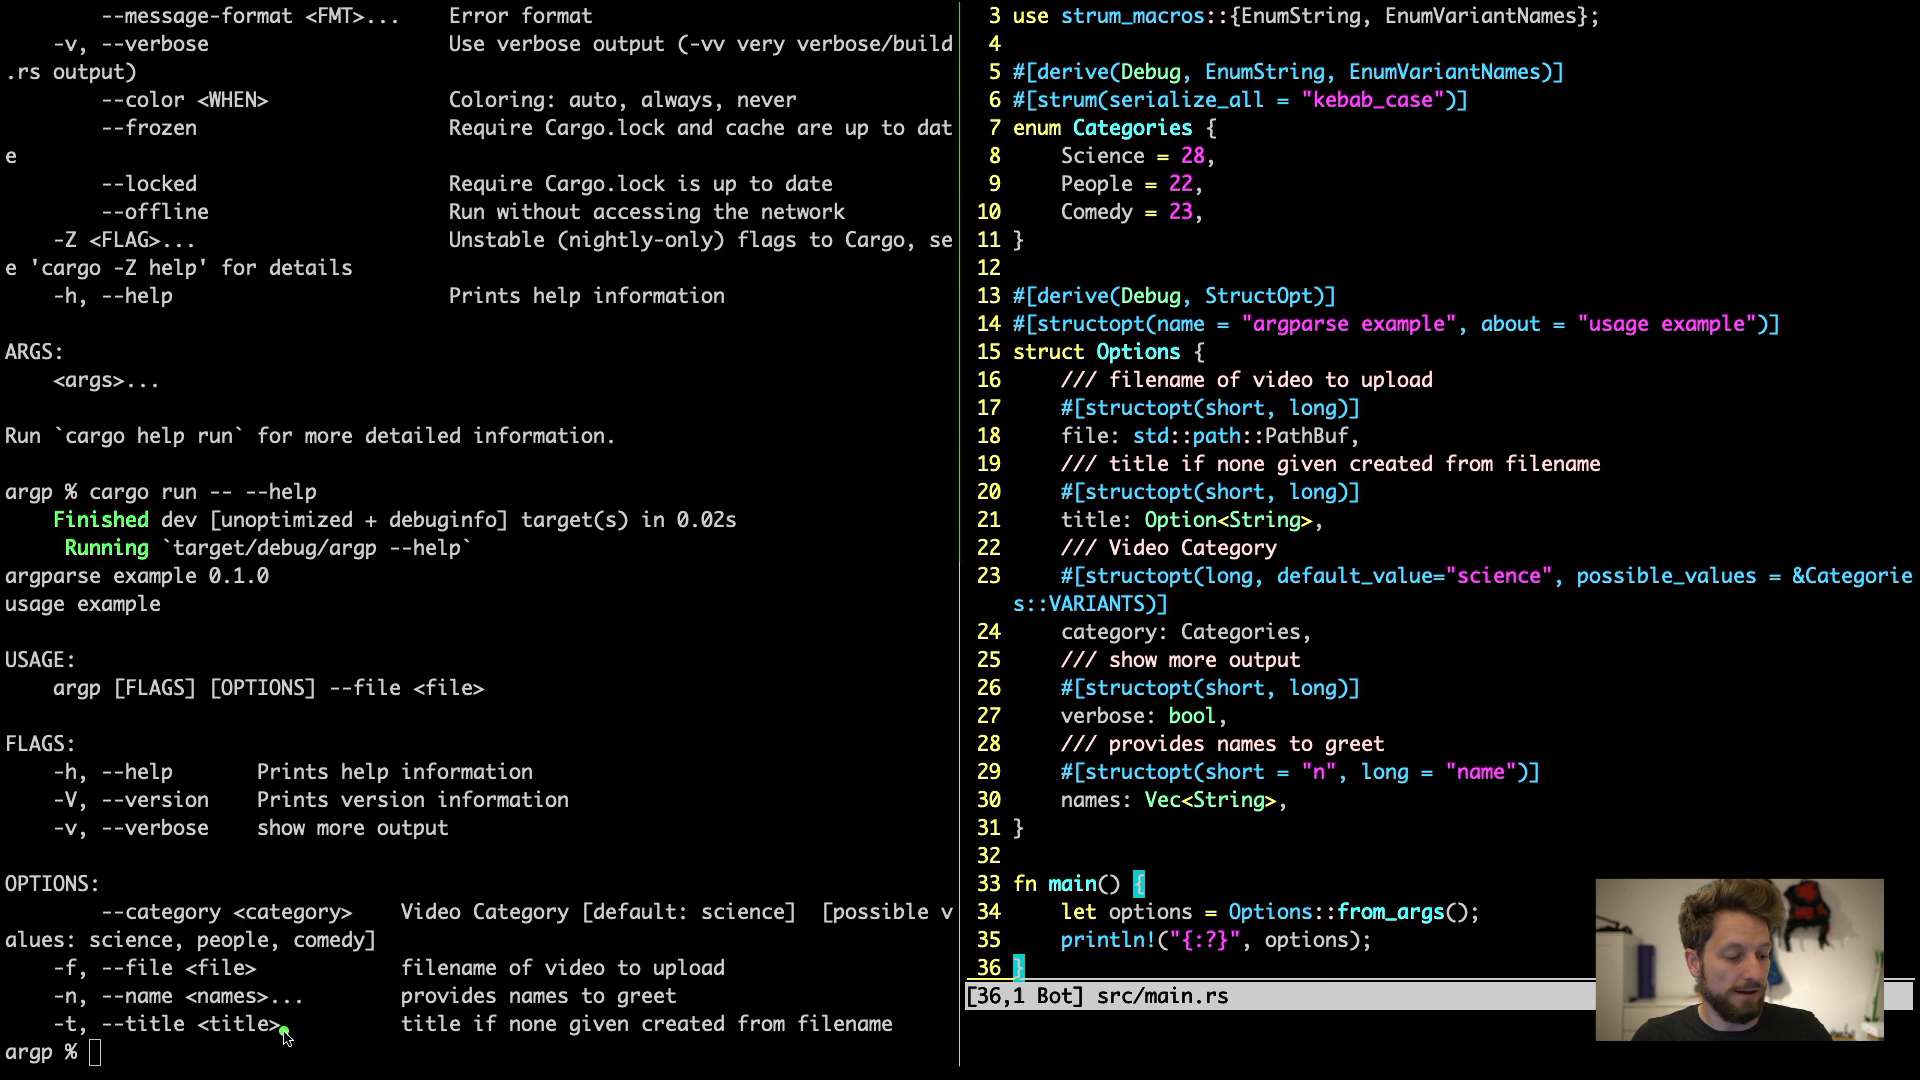 --message-format <FMT>...    Error format
-v, --verbose                    Use verbose output (-vv very verbose/build
.rs output)
--color <WHEN>               Coloring: auto, always, never
--frozen                     Require Cargo.lock and cache are up to dat
e
--locked                     Require Cargo.lock is up to date
--offline                    Run without accessing the network
-Z <FLAG>...                     Unstable (nightly-only) flags to Cargo, se
e 'cargo -Z help' for details
-h, --help                       Prints help information
ARGS:
<args>...
Run `cargo help run` for more detailed information.
argp % cargo run -- --help
Finished dev [unoptimized + debuginfo] target(s) in 0.02s
Running `target/debug/argp --help`
argparse example 0.1.0
usage example
USAGE:
argp [FLAGS] [OPTIONS] --file <file>
FLAGS:
-h, --help       Prints help information
-V, --version    Prints version information
-v, --verbose    show more output
OPTIONS:
--category <category>    Video Category [default: science]  [possible v
alues: science, people, comedy]
-f, --file <file>            filename of video to upload
-n, --name <names>...        provides names to greet
-t, --title <title>          title if none given created from filename
argp %
3 use strum_macros::{EnumString, EnumVariantNames};
4
5 #[derive(Debug, EnumString, EnumVariantNames)]
6 #[strum(serialize_all = "kebab_case")]
7 enum Categories {
8     Science = 28,
9     People = 22,
10     Comedy = 23,
11 }
12
13 #[derive(Debug, StructOpt)]
14 #[structopt(name = "argparse example", about = "usage example")]
15 struct Options {
16     /// filename of video to upload
17     #[structopt(short, long)]
18     file: std::path::PathBuf,
19     /// title if none given created from filename
20     #[structopt(short, long)]
21     title: Option<String>,
22     /// Video Category
23     #[structopt(long, default_value="science", possible_values = &Categorie
s::VARIANTS)]
24     category: Categories,
25     /// show more output
26     #[structopt(short, long)]
27     verbose: bool,
28     /// provides names to greet
29     #[structopt(short = "n", long = "name")]
30     names: Vec<String>,
31 }
32
33 fn main() {
34     let options = Options::from_args();
35     println!("{:?}", options);
36 }
[36,1 Bot] src/main.rs